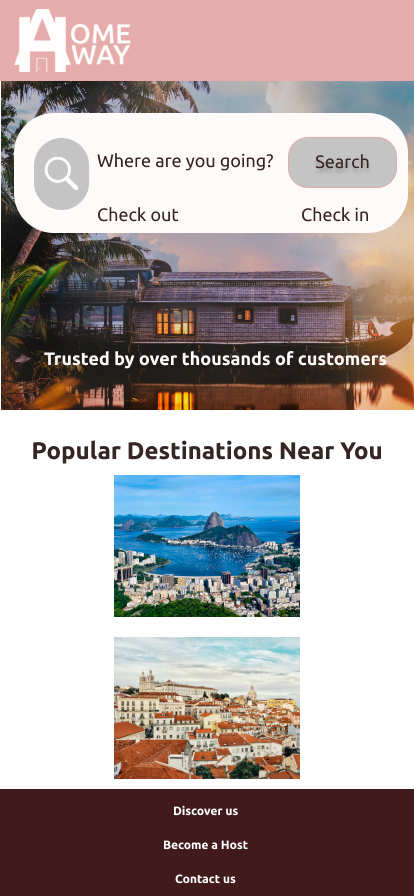 AOME
WAY
Where are you going?
Search
Check out
Check in
Trusted by over thousands of customers
Popular Destinations Near You
Discover us
Become a Host
Contact us